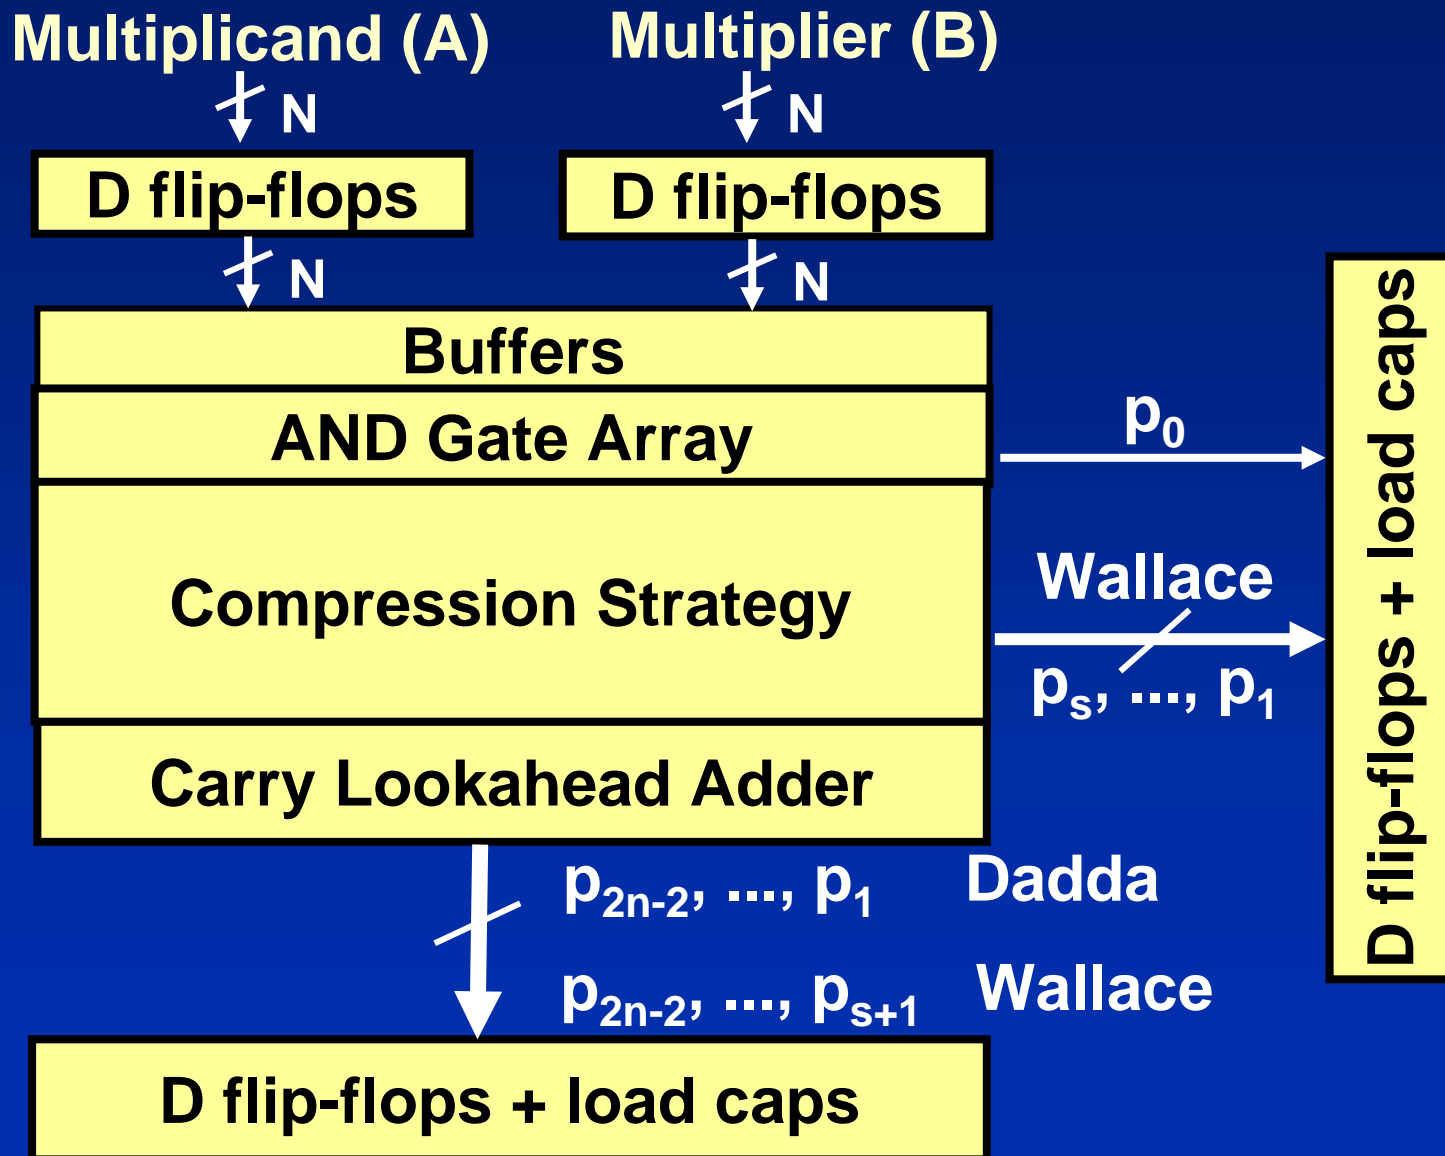 Multiplicand (A) Multiplier (B)
N N
D flip-flops D flip-flops
N N
Buffers
AND Gate Array
p₀
Compression Strategy
Wallace
pₛ, ..., p₁
Carry Lookahead Adder
p₂ₙ₋₂, ..., p₁ Dadda
p₂ₙ₋₂, ..., pₛ₊₁ Wallace
D flip-flops + load caps
D flip-flops + load caps